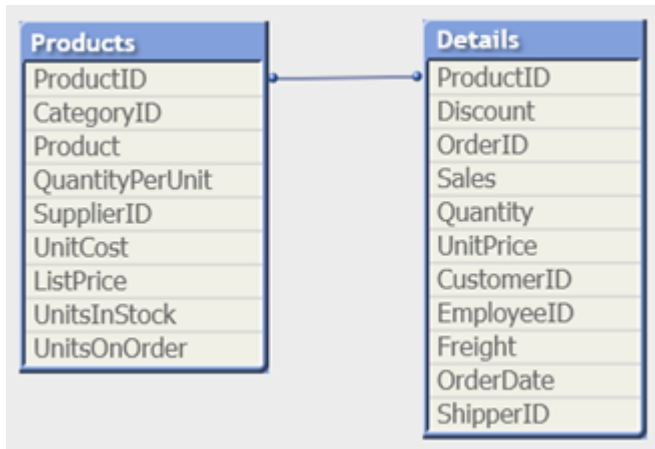 Products
ProductID
CategoryID
Product
QuantityPerUnit
SupplierID
UnitCost
ListPrice
UnitsInStock
UnitsOnOrder
Details
ProductID
Discount
OrderID
Sales
Quantity
UnitPrice
CustomerID
EmployeeID
Freight
OrderDate
ShipperID